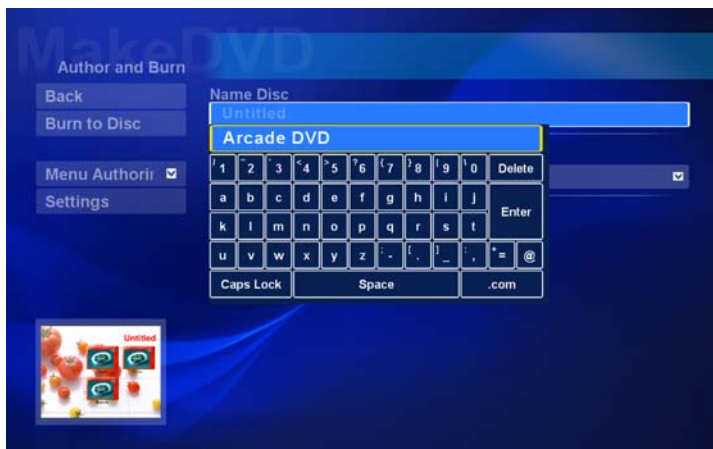 MakeDVD
Author and Burn
Back
Name Disc
Untitled
Burn to Disc
Arcade DVD
Menu Authorin
Settings
1 2 3 < 4 > 5 ? 6 { 7 } 8 | 9 \ 0 Delete
a b c d e f g h i j
Enter
k l m n o p q r s t
u v w x y z ; - [ . ] _ : , = @
Caps Lock Space .com
Untitled